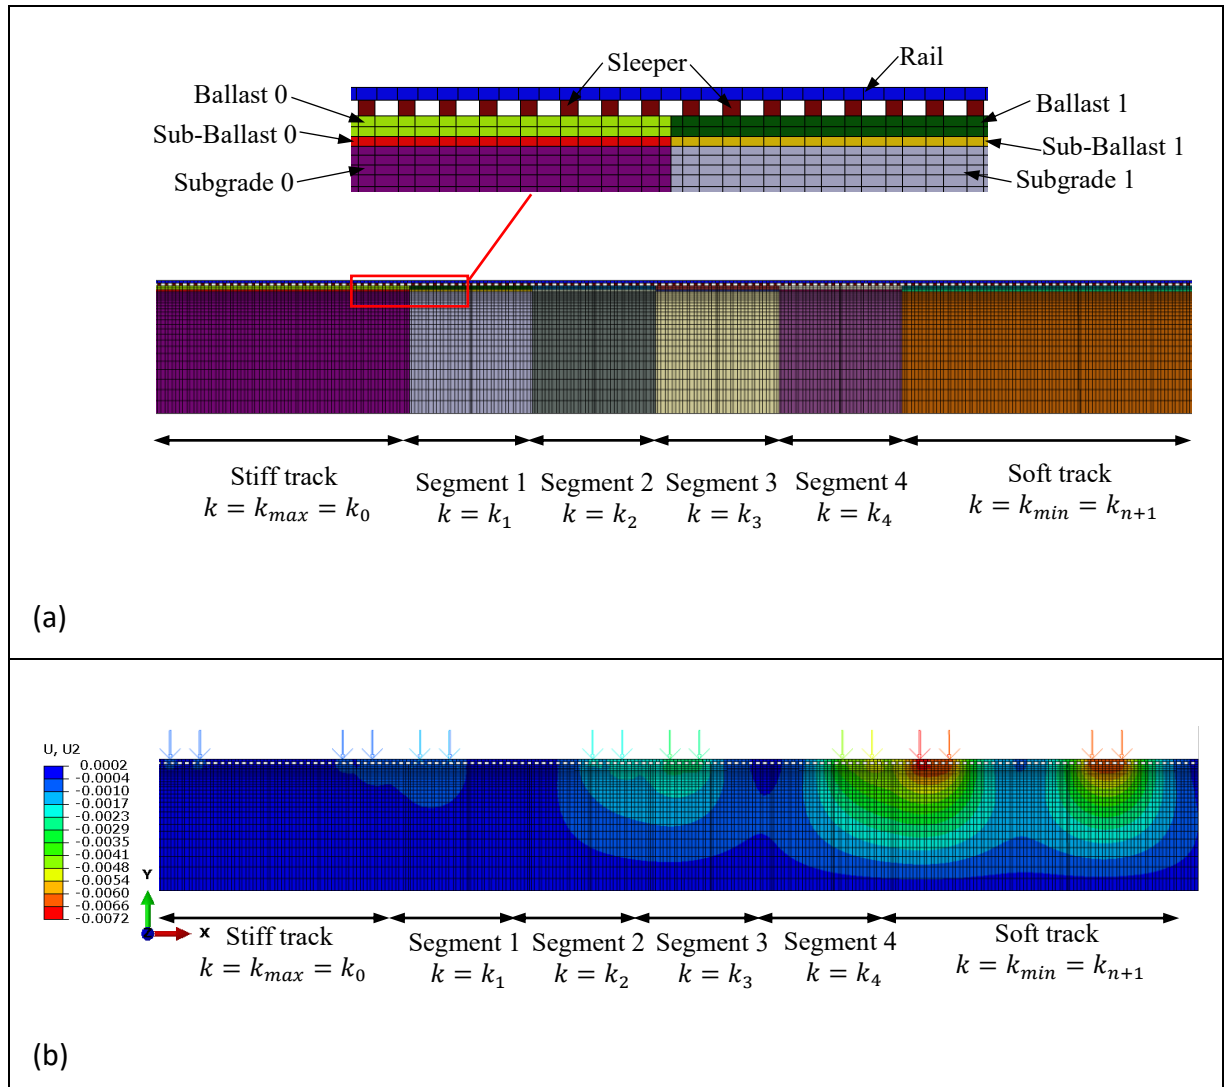 Sleeper
Rail
Ballast 0
Ballast 1
Sub-Ballast 0
Sub-Ballast 1
Subgrade 0
Subgrade 1
Stiff track
k = k_max = k_0
Segment 1
k = k_1
Segment 2
k = k_2
Segment 3
k = k_3
Segment 4
k = k_4
Soft track
k = k_min = k_{n+1}
(a)
U, U2
0.0002
-0.0004
-0.0010
-0.0017
-0.0023
-0.0029
-0.0035
-0.0041
-0.0048
-0.0054
-0.0060
-0.0066
-0.0072
Y
Z
X
Stiff track
k = k_max = k_0
Segment 1
k = k_1
Segment 2
k = k_2
Segment 3
k = k_3
Segment 4
k = k_4
Soft track
k = k_min = k_{n+1}
(b)